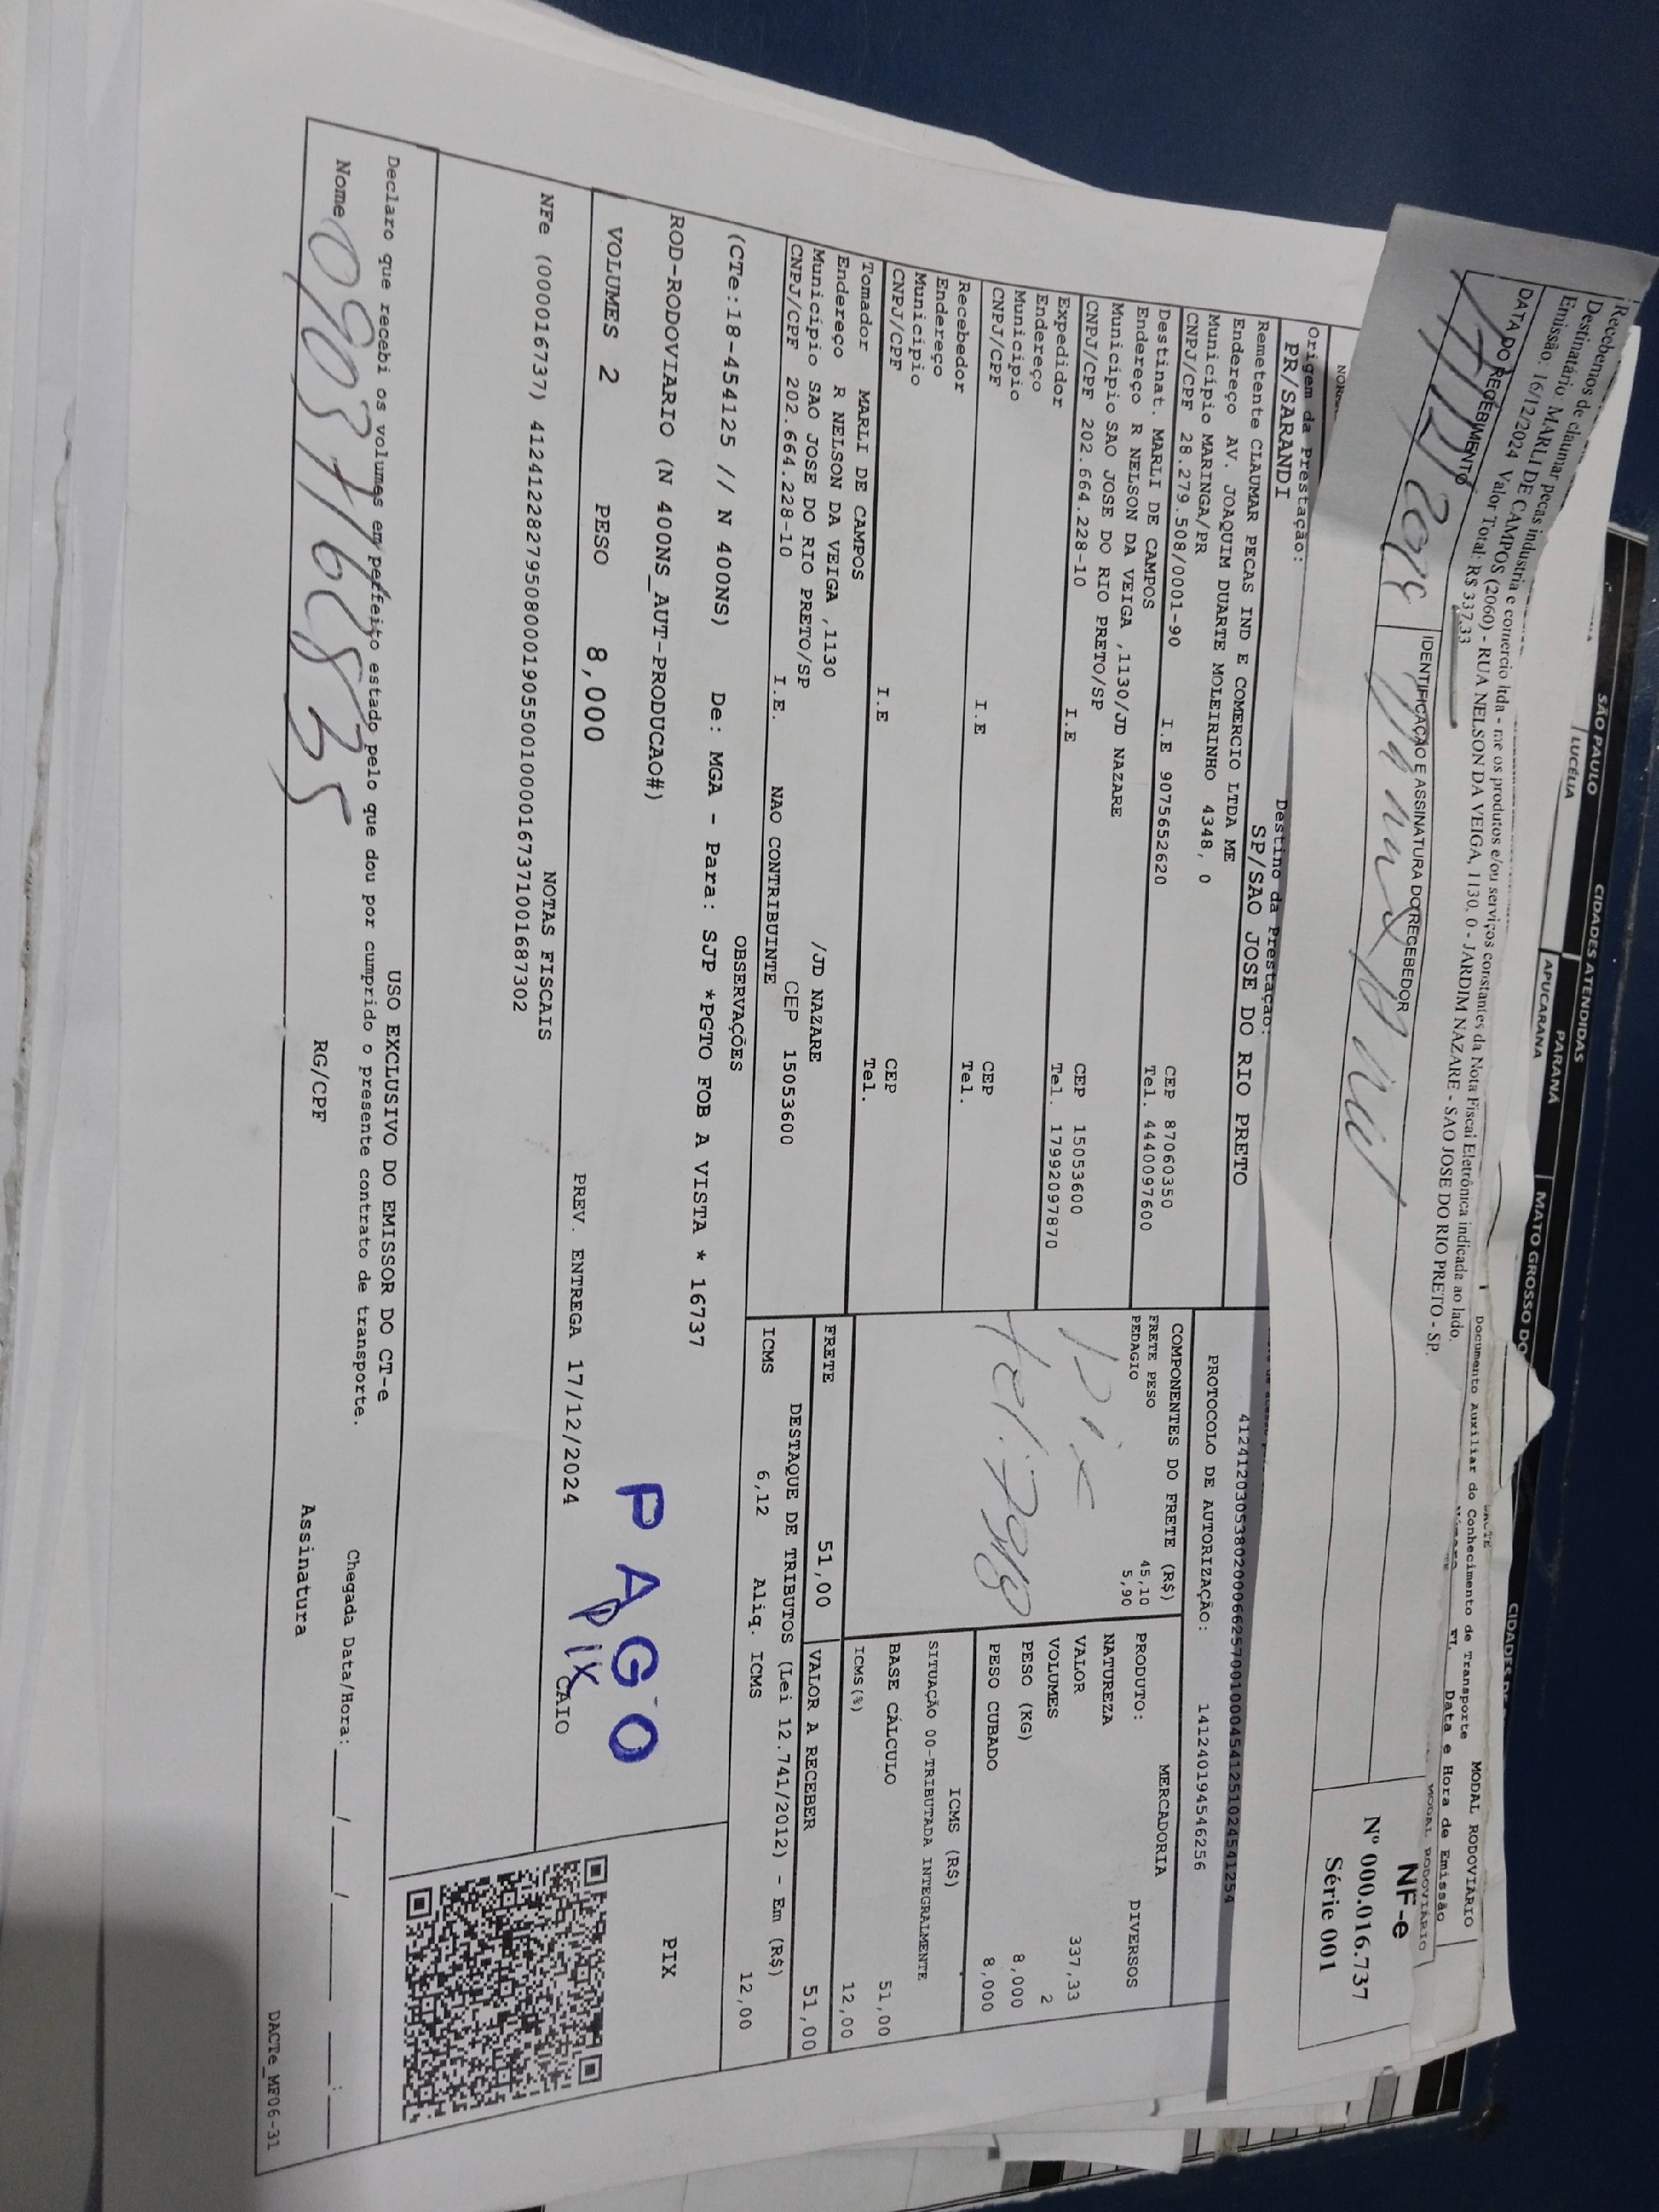 SÃO PAULO
CIDADES ATENDIDAS
PARANÁ
MATO GROSSO DO
LUCÉLIA
APUCARANA
Recebemos de claumar pecas industria e comercio ltda - me os produtos e/ou serviços constantes da Nota Fiscal Eletrônica indicada ao lado.
Destinatário: MARLI DE CAMPOS (2060) - RUA NELSON DA VEIGA, 1130, 0 - JARDIM NAZARE - SAO JOSE DO RIO PRETO - SP.
Emissão: 16/12/2024 Valor Total: R$ 337,33
DATA DO RECEBIMENTO
IDENTIFICAÇÃO E ASSINATURA DO RECEBEDOR
NF-e
Nº 000.016.737
Série 001
Documento Auxiliar do Conhecimento de Transporte
MODAL RODOVIÁRIO
Data e Hora de Emissão
MODAL RODOVIÁRIO
Origem da Prestação:
PR/SARANDI
Destino da Prestação:
SP/SAO JOSE DO RIO PRETO
41241203053802000662570010004541251024541254
PROTOCOLO DE AUTORIZAÇÃO: 141240194546256
Remetente CLAUMAR PECAS IND E COMERCIO LTDA ME
Endereço AV. JOAQUIM DUARTE MOLEIRINHO 4348, 0
Município MARINGA/PR CEP 87060350
CNPJ/CPF 28.279.508/0001-90 I.E 9075652620 Tel. 4440097600
Destinat. MARLI DE CAMPOS
Endereço R NELSON DA VEIGA ,1130/JD NAZARE
Município SAO JOSE DO RIO PRETO/SP CEP 15053600
CNPJ/CPF 202.664.228-10 I.E Tel. 17992097870
Expedidor
Endereço
Município CEP
CNPJ/CPF I.E Tel.
Recebedor
Endereço
Município CEP
CNPJ/CPF I.E Tel.
Tomador MARLI DE CAMPOS
Endereço R NELSON DA VEIGA ,1130 /JD NAZARE
Município SAO JOSE DO RIO PRETO/SP CEP 15053600
CNPJ/CPF 202.664.228-10 I.E. NAO CONTRIBUINTE
COMPONENTES DO FRETE (R$)
FRETE PESO 45,10
PEDAGIO 5,90
Pix
MERCADORIA
PRODUTO: DIVERSOS
NATUREZA
VALOR 337,33
VOLUMES 2
PESO (KG) 8,000
PESO CUBADO 8,000
ICMS (R$)
SITUAÇÃO 00-TRIBUTADA INTEGRALMENTE
BASE CÁLCULO 51,00
ICMS(%) 12,00
FRETE 51,00
VALOR A RECEBER 51,00
DESTAQUE DE TRIBUTOS (Lei 12.741/2012) - Em (R$)
ICMS 6,12 Aliq. ICMS 12,00
OBSERVAÇÕES
(CTe:18-454125 // N 400NS) De: MGA - Para: SJP *PGTO FOB A VISTA * 16737
ROD-RODOVIARIO (N 400NS_AUT-PRODUCAO#)
PAGO
PIX
PIX
CAIO
VOLUMES 2 PESO 8,000 PREV. ENTREGA 17/12/2024
NOTAS FISCAIS
NFe (000016737) 41241228279508000190550010000167371001687302
USO EXCLUSIVO DO EMISSOR DO CT-e
Declaro que recebi os volumes em perfeito estado pelo que dou por cumprido o presente contrato de transporte.
Chegada Data/Hora:___/___/_____ ___:___
Nome
RG/CPF
Assinatura
DACTe_MF06-31